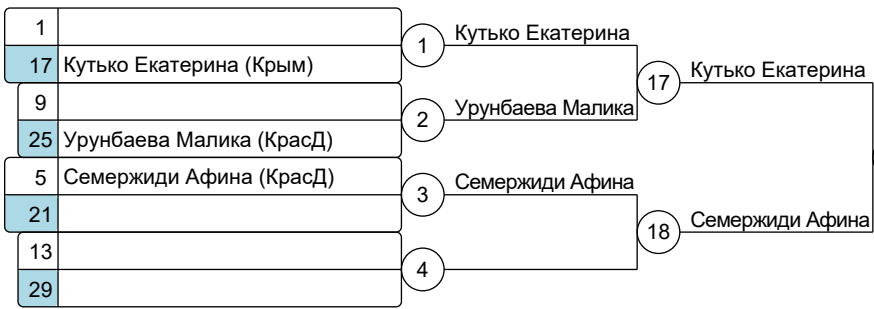 1
17 Кутько Екатерина (Крым)
9
25 Урунбаева Малика (КрасД)
5 Семержиди Афина (КрасД)
21
13
29
1 Кутько Екатерина
2 Урунбаева Малика
3 Семержиди Афина
4
17 Кутько Екатерина
18 Семержиди Афина